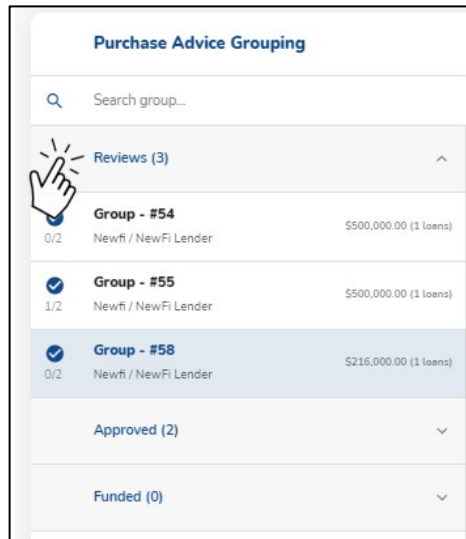 Purchase Advice Grouping
Search group...
Reviews (3)
Group - #54
$500,000.00 (1 loans)
0/2
Newfi / NewFi Lender
Group - #55
$500,000.00 (1 loans)
1/2
Newfi / NewFi Lender
Group - #58
$216,000.00 (1 loans)
0/2
Newfi / NewFi Lender
Approved (2)
Funded (0)